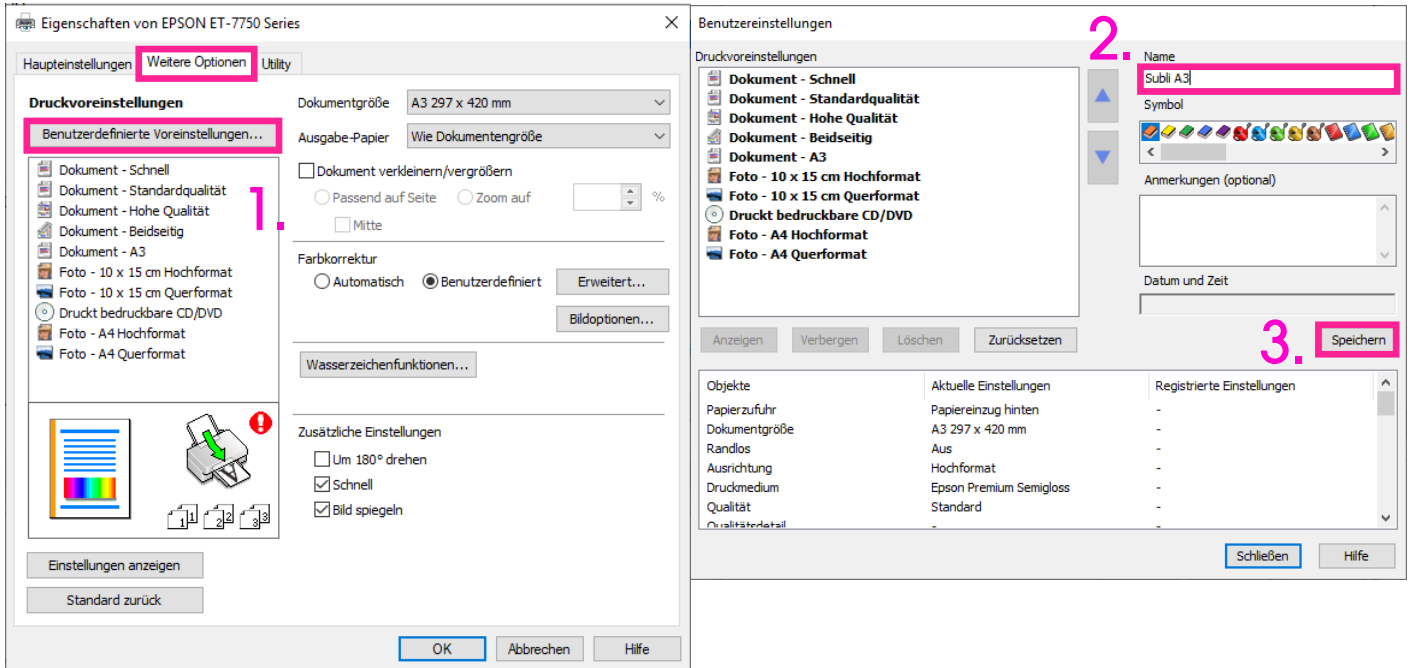 Eigenschaften von EPSON ET-7750 Series
Haupteinstellungen Weitere Optionen Utility
Druckvoreinstellungen
Benutzerdefinierte Voreinstellungen...
1.
Dokument - Schnell
Dokument - Standardqualität
Dokument - Hohe Qualität
Dokument - Beidseitig
Dokument - A3
Foto - 10 x 15 cm Hochformat
Foto - 10 x 15 cm Querformat
Druckt bedruckbare CD/DVD
Foto - A4 Hochformat
Foto - A4 Querformat
1 1 2 2 3 3
Einstellungen anzeigen
Standard zurück
Dokumentgröße A3 297 x 420 mm
Ausgabe-Papier Wie Dokumentengröße
Dokument verkleinern/vergrößern
Passend auf Seite Zoom auf %
Mitte
Farbkorrektur
Automatisch Benutzerdefiniert Erweitert...
Bildoptionen...
Wasserzeichenfunktionen...
Zusätzliche Einstellungen
Um 180° drehen
Schnell
Bild spiegeln
OK Abbrechen Hilfe
Benutzereinstellungen
Druckvoreinstellungen
Dokument - Schnell
Dokument - Standardqualität
Dokument - Hohe Qualität
Dokument - Beidseitig
Dokument - A3
Foto - 10 x 15 cm Hochformat
Foto - 10 x 15 cm Querformat
Druckt bedruckbare CD/DVD
Foto - A4 Hochformat
Foto - A4 Querformat
2.
Name
Subli A3
Symbol
Anmerkungen (optional)
Datum und Zeit
Anzeigen Verbergen Löschen Zurücksetzen
3.
Speichern
Objekte Aktuelle Einstellungen Registrierte Einstellungen
Papierzufuhr Papiereinzug hinten -
Dokumentgröße A3 297 x 420 mm -
Randlos Aus -
Ausrichtung Hochformat -
Druckmedium Epson Premium Semigloss -
Qualität Standard -
Qualitätsdetail - -
Schließen Hilfe